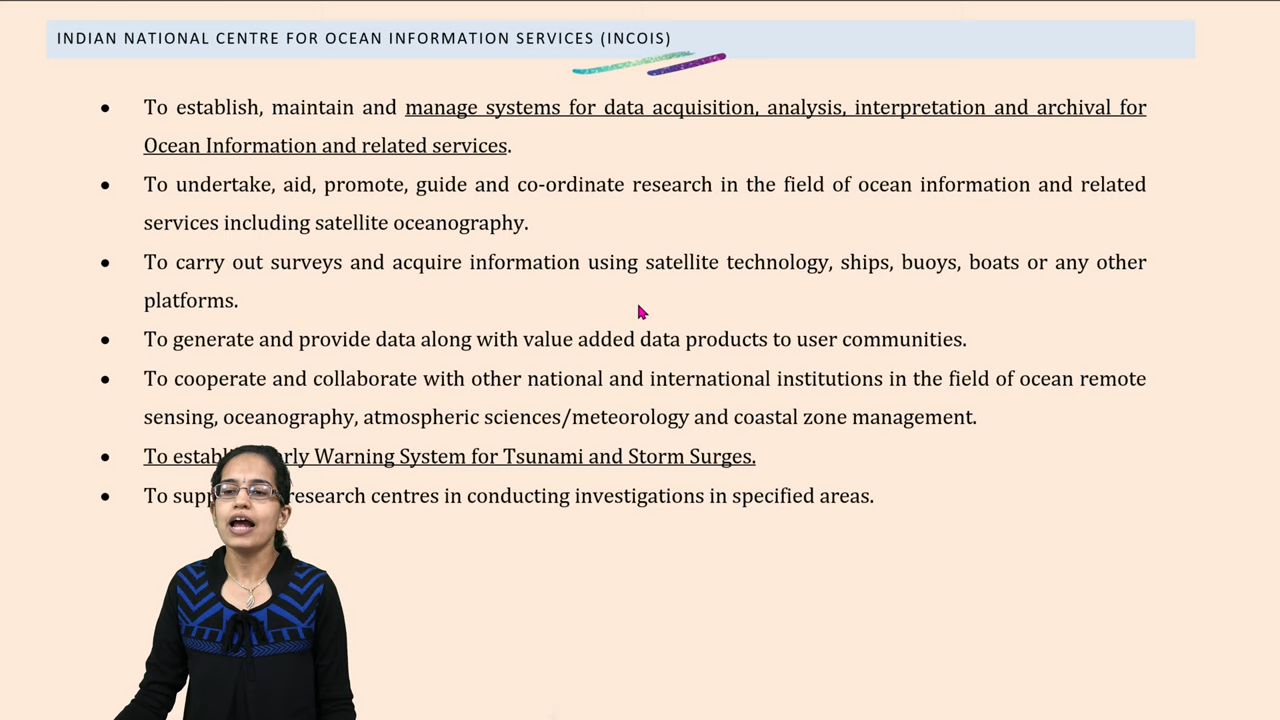 INDIAN NATIONAL CENTRE FOR OCEAN INFORMATION SERVICES (INCOIS)
• To establish, maintain and manage systems for data acquisition, analysis, interpretation and archival for
Ocean Information and related services.
• To undertake, aid, promote, guide and co-ordinate research in the field of ocean information and related
services including satellite oceanography.
• To carry out surveys and acquire information using satellite technology, ships, buoys, boats or any other
platforms.
• To generate and provide data along with value added data products to user communities.
• To cooperate and collaborate with other national and international institutions in the field of ocean remote
sensing, oceanography, atmospheric sciences/meteorology and coastal zone management.
• To Warning System for Tsunami and Storm Surges.
• To research centres in conducting investigations in specified areas.